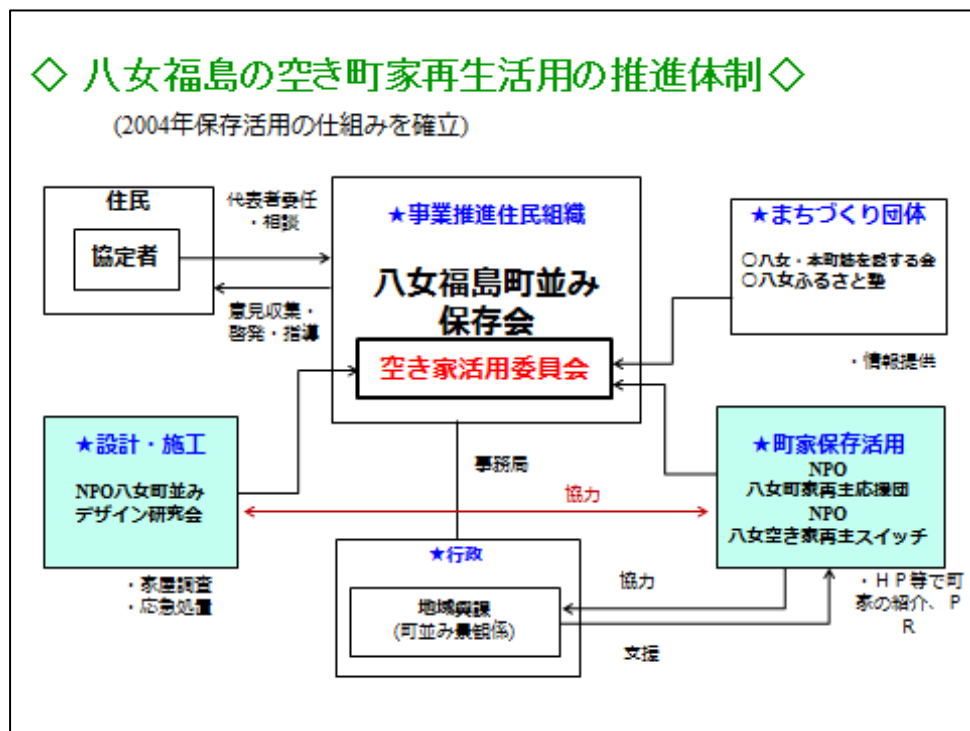 ◇ 八女福島の空き町家再生活用の推進体制◇
(2004年保存活用の仕組みを確立)
住民
協定者
代表者委任
・相談
意見収集・
啓発・指導
★事業推進住民組織
八女福島町並み
保存会
空き家活用委員会
★まちづくり団体
○八女・本町筋を愛する会
○八女ふるさと塾
・情報提供
★設計・施工
NPO八女町並み
デザイン研究会
・家屋調査
・応急処置
事務局
協力
★町家保存活用
NPO
八女町家再生応援団
NPO
八女空き家再生スイッチ
・HP等で町
家の紹介、P
R
★行政
地域興課
(町並み景観係)
協力
支援